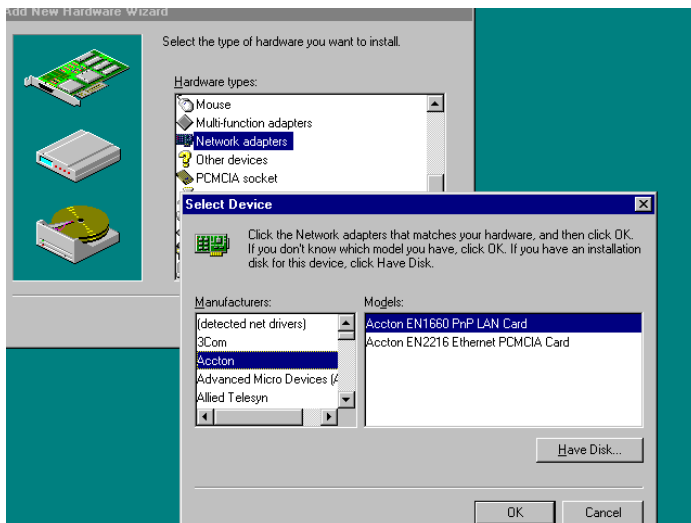 Add New Hardware Wizard
Select the type of hardware you want to install.
Hardware types:
Mouse
Multi-function adapters
Network adapters
Other devices
PCMCIA socket
Select Device
Click the Network adapters that matches your hardware, and then click OK.
If you don't know which model you have, click OK. If you have an installation
disk for this device, click Have Disk.
Manufacturers:
Models:
(detected net drivers)
3Com
Accton
Advanced Micro Devices (A
Allied Telesyn
Accton EN1660 PnP LAN Card
Accton EN2216 Ethernet PCMCIA Card
Have Disk...
OK
Cancel